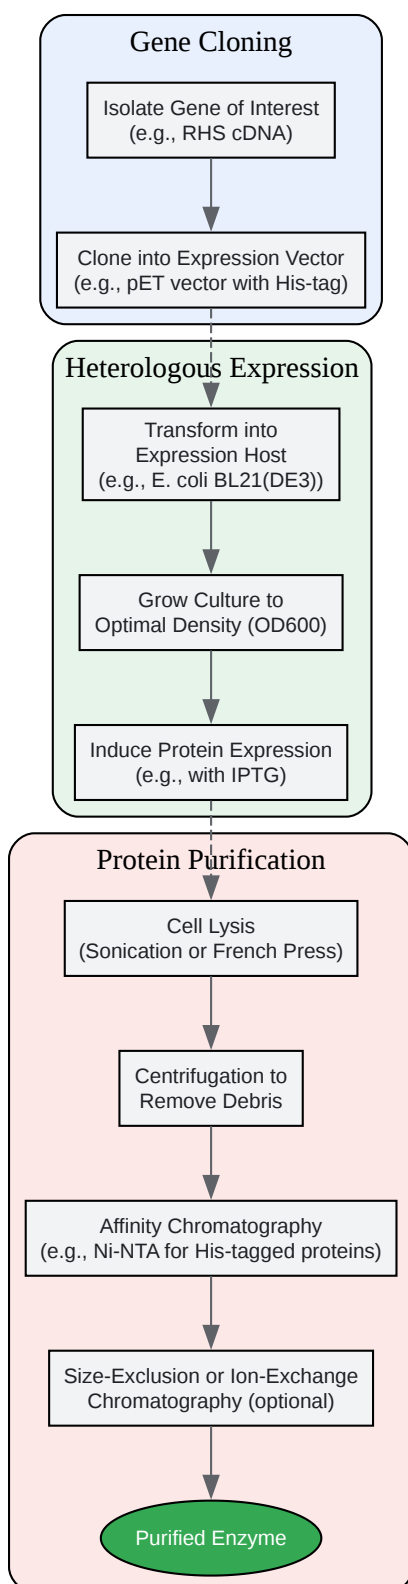 Gene Cloning
Isolate Gene of Interest
(e.g., RHS cDNA)
Clone into Expression Vector
(e.g., pET vector with His-tag)
Heterologous Expression
Transform into
Expression Host
(e.g., E. coli BL21(DE3))
Grow Culture to
Optimal Density (OD600)
Induce Protein Expression
(e.g., with IPTG)
Protein Purification
Cell Lysis
(Sonication or French Press)
Centrifugation to
Remove Debris
Affinity Chromatography
(e.g., Ni-NTA for His-tagged proteins)
Size-Exclusion or Ion-Exchange
Chromatography (optional)
Purified Enzyme